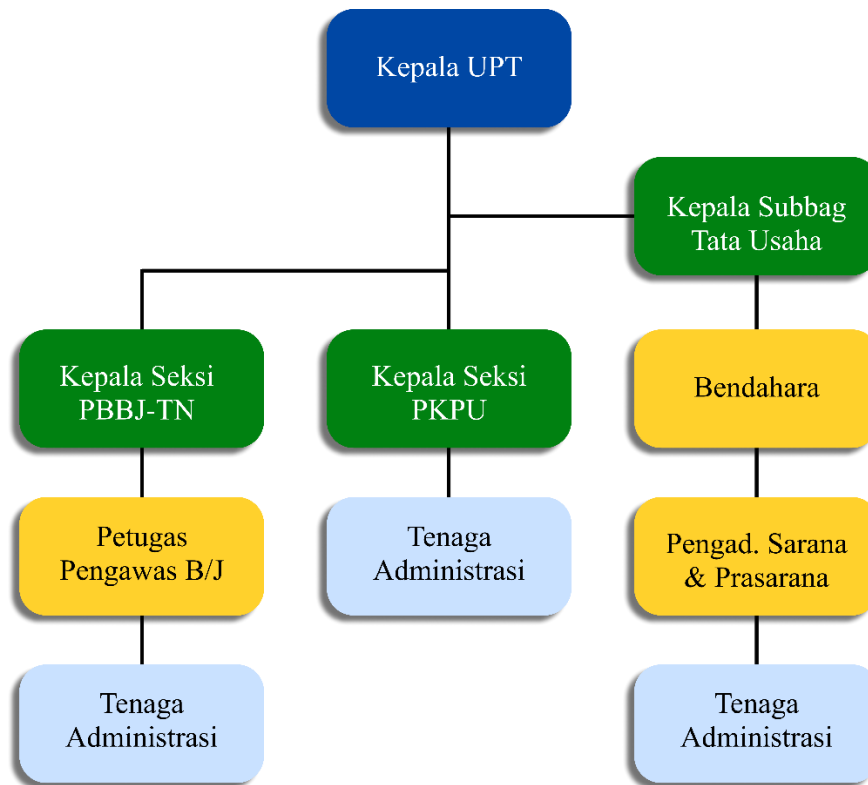 Kepala UPT
Kepala Subbag
Tata Usaha
Kepala Seksi
PBBJ-TN
Kepala Seksi
PKPU
Bendahara
Petugas
Pengawas B/J
Tenaga
Administrasi
Pengad. Sarana
& Prasarana
Tenaga
Administrasi
Tenaga
Administrasi